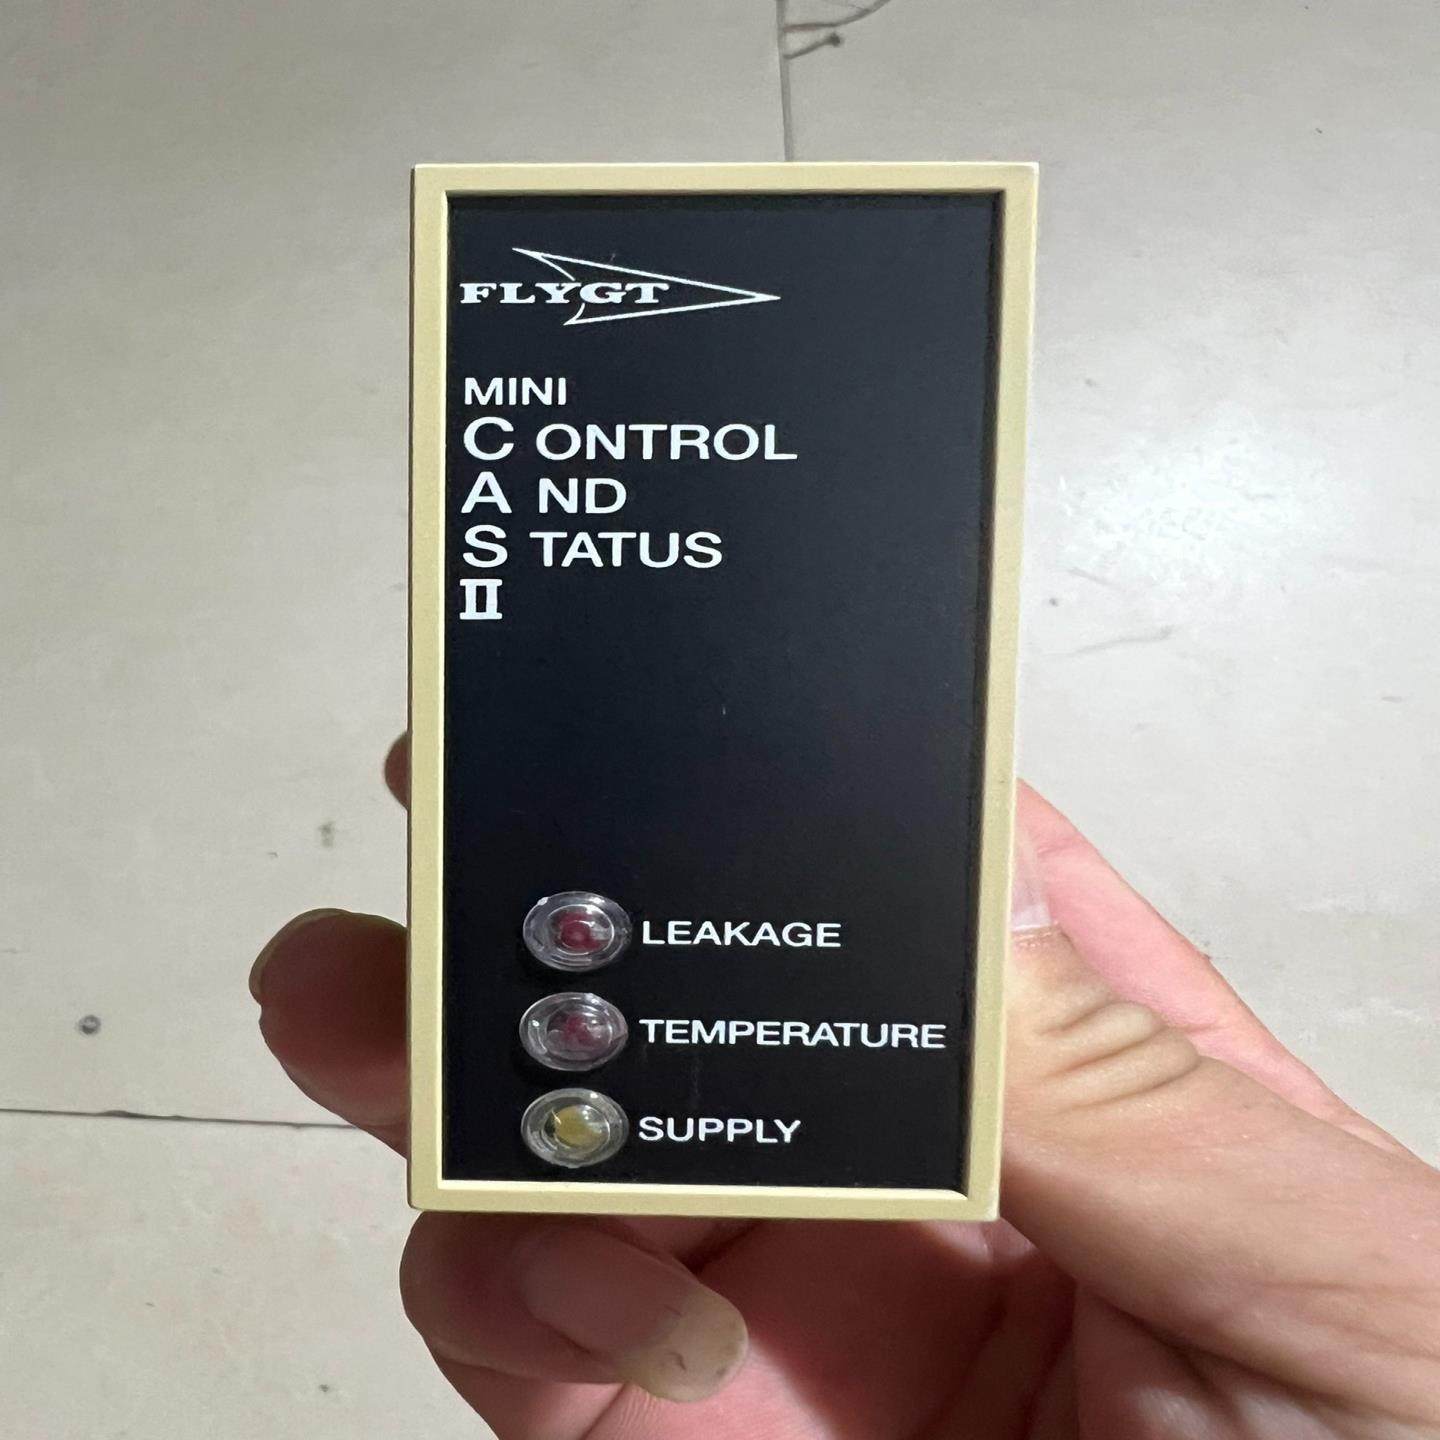 FLYGT
MINI
C ONTROL
A ND
S TATUS
II
LEAKAGE
TEMPERATURE
SUPPLY